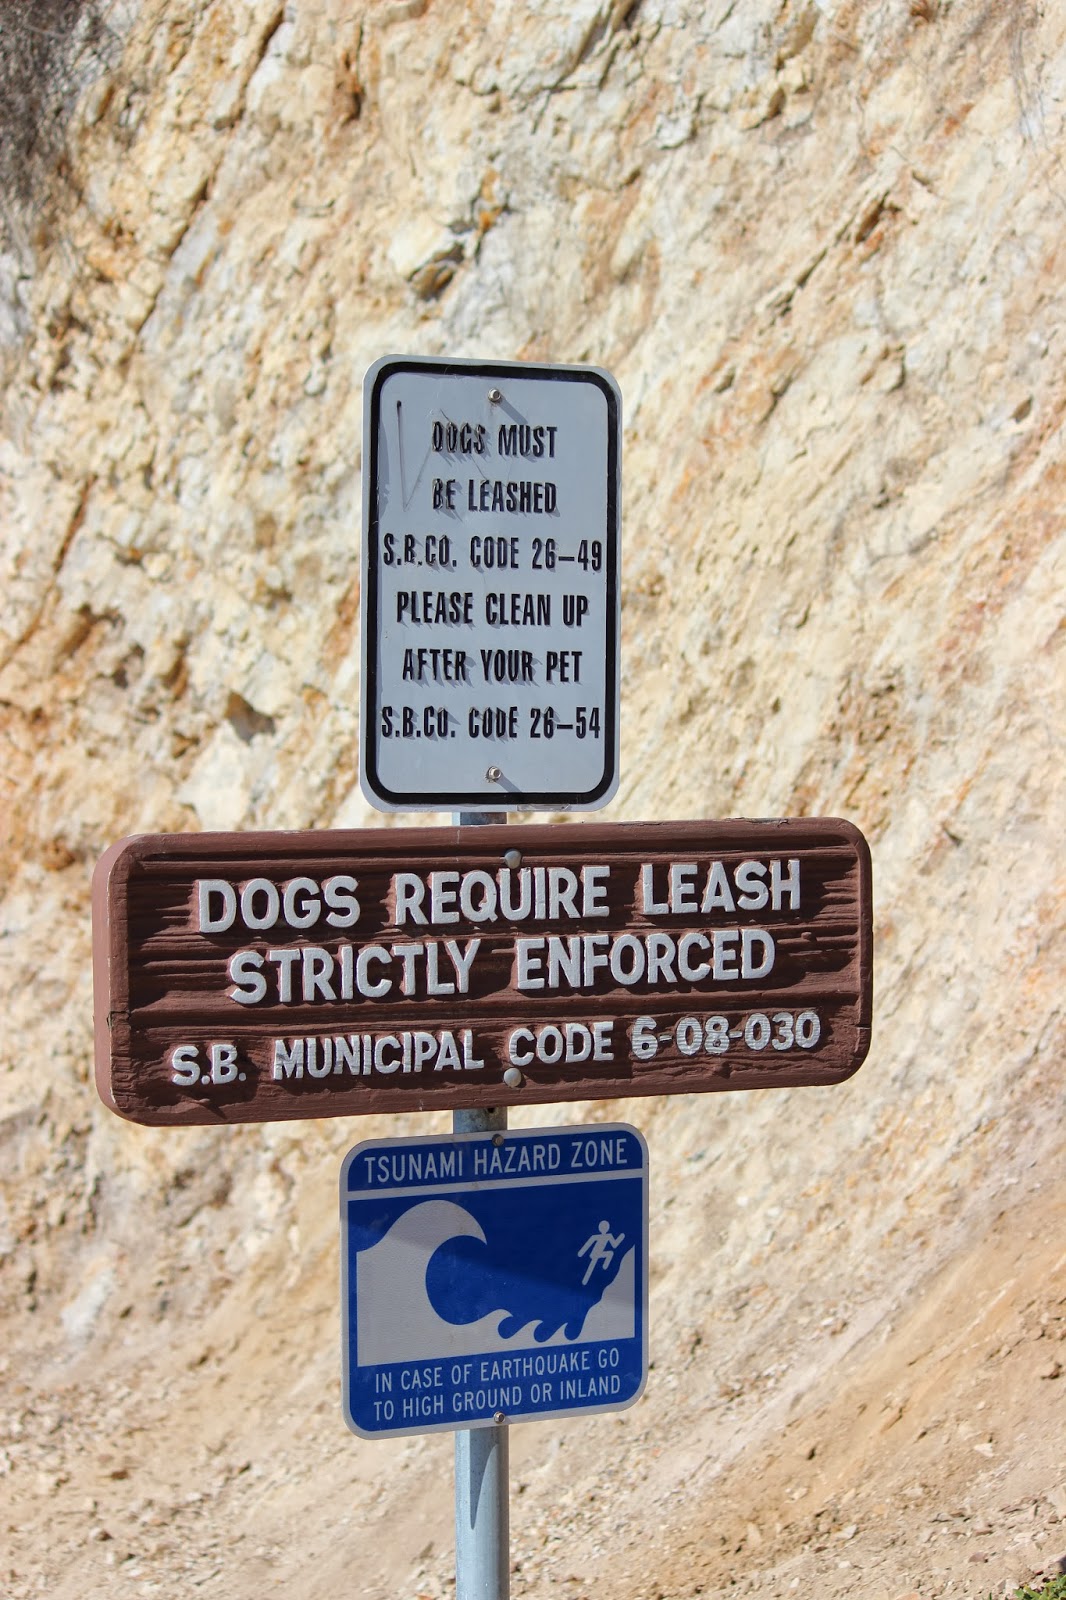 DOGS MUST
BE LEASHED
S.B.CO. CODE 26-49
PLEASE CLEAN UP
AFTER YOUR PET
S.B.CO. CODE 26-54
DOGS REQUIRE LEASH
STRICTLY ENFORCED
S.B. MUNICIPAL CODE 6-08-030
TSUNAMI HAZARD ZONE
IN CASE OF EARTHQUAKE GO
TO HIGH GROUND OR INLAND